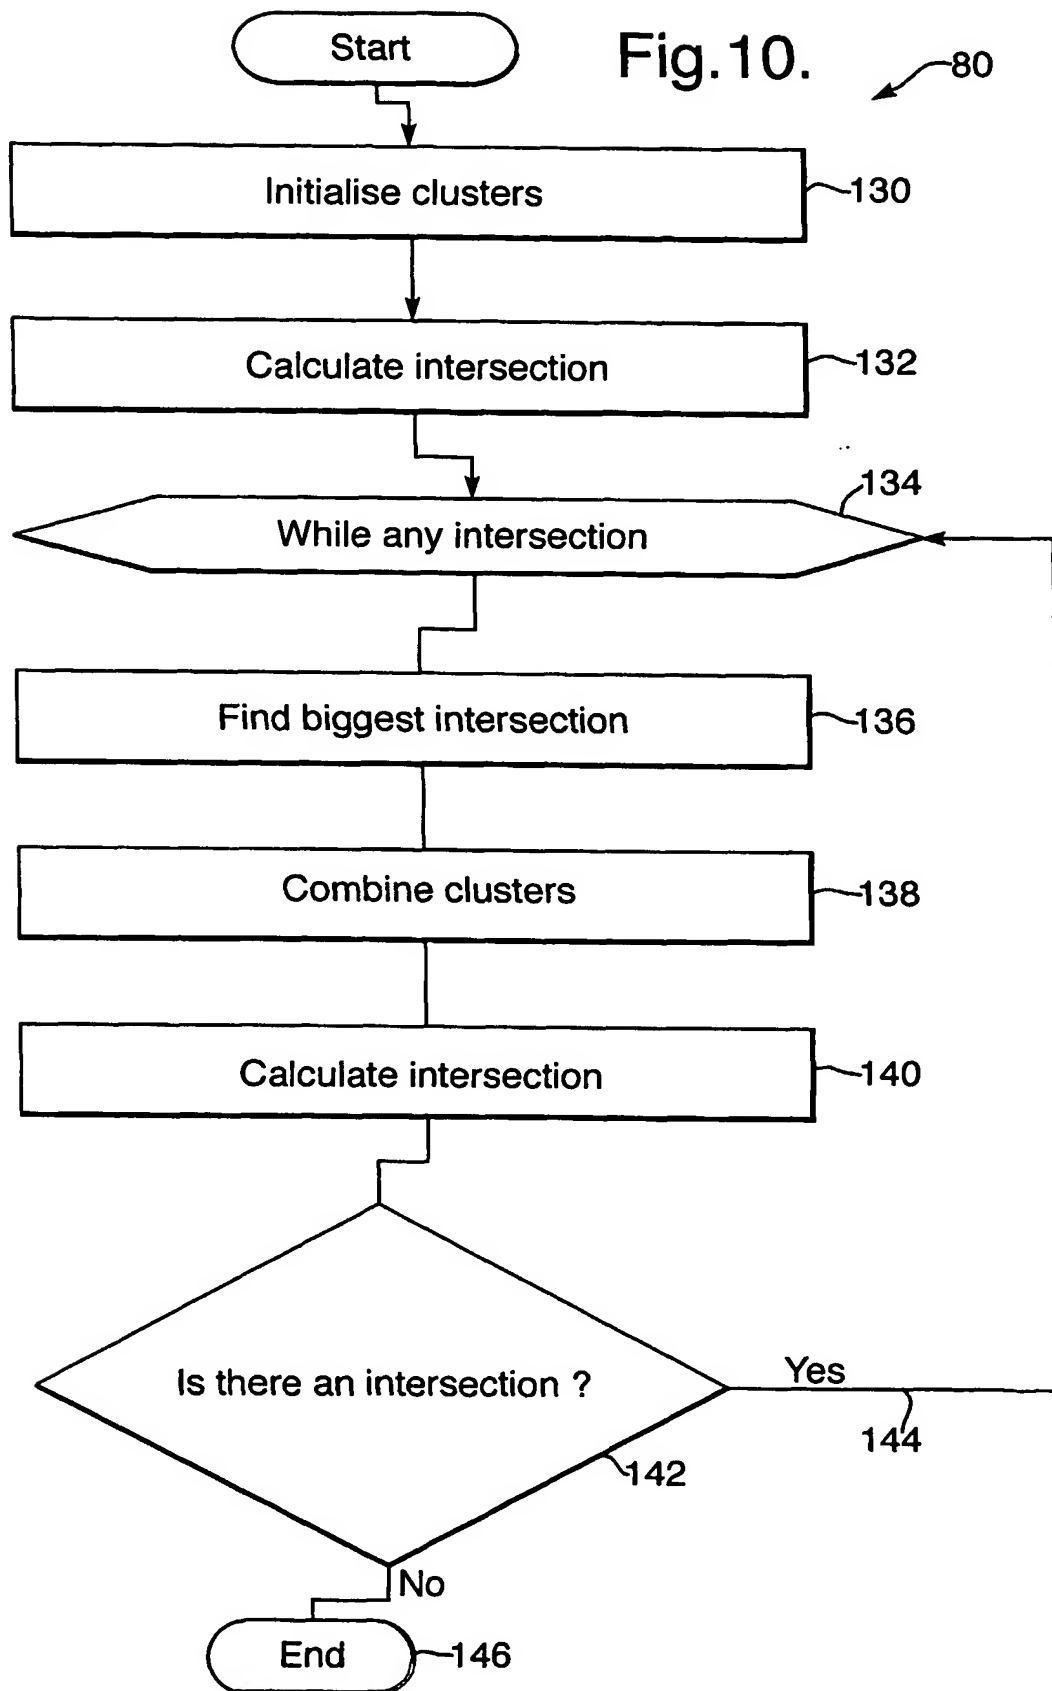 Start
Fig.10.
80
Initialise clusters
130
Calculate intersection
132
134
While any intersection
Find biggest intersection
136
Combine clusters
138
Calculate intersection
140
Is there an intersection ?
Yes
144
142
No
End
146